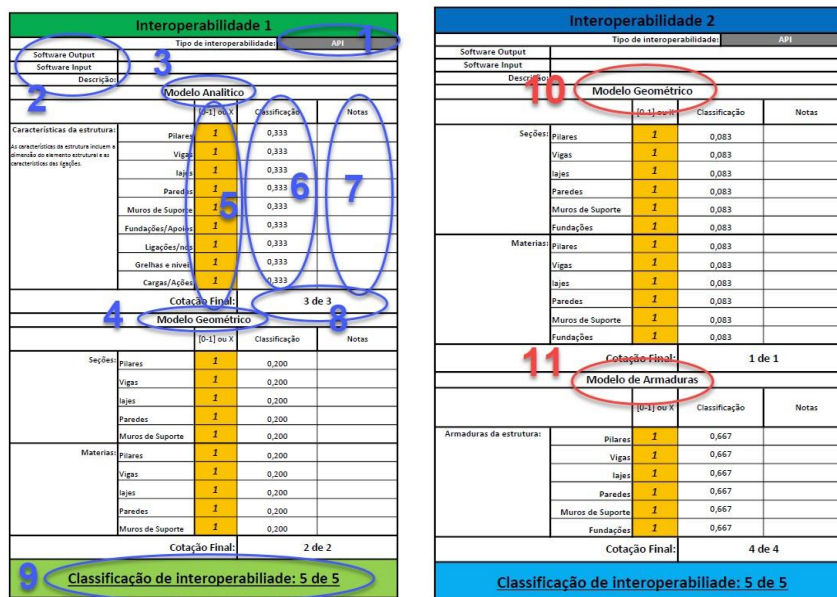 Interoperabilidade 1
Tipo de interoperabilidade: API
1
Software Output
Software Input
Descrição:
2
3
Modelo Analítico
[0-1] ou X Classificação Notas
Características da estrutura:
As características da estrutura incluem a
dimensão do elemento estrutural e as
características das ligações.
Pilares 1 0,333
Vigas 1 0,333
lajes 1 0,333
Paredes 1 0,333
Muros de Suporte 1 0,333
Fundações/Apoios 1 0,333
Ligações/nós 1 0,333
Grelhas e niveis 1 0,333
Cargas/Ações 1 0,333
5
6
7
Cotação Final: 3 de 3
8
4
Modelo Geométrico
[0-1] ou X Classificação Notas
Seções: Pilares 1 0,200
Vigas 1 0,200
lajes 1 0,200
Paredes 1 0,200
Muros de Suporte 1 0,200
Materias: Pilares 1 0,200
Vigas 1 0,200
lajes 1 0,200
Paredes 1 0,200
Muros de Suporte 1 0,200
Cotação Final: 2 de 2
9
Classificação de interoperabiliade: 5 de 5
Interoperabilidade 2
Tipo de interoperabilidade: API
Software Output
Software Input
Descrição:
10
Modelo Geométrico
[0-1] ou X Classificação Notas
Seções: Pilares 1 0,083
Vigas 1 0,083
lajes 1 0,083
Paredes 1 0,083
Muros de Suporte 1 0,083
Fundações 1 0,083
Materias: Pilares 1 0,083
Vigas 1 0,083
lajes 1 0,083
Paredes 1 0,083
Muros de Suporte 1 0,083
Fundações 1 0,083
Cotação Final: 1 de 1
11
Modelo de Armaduras
[0-1] ou X Classificação Notas
Armaduras da estrutura: Pilares 1 0,667
Vigas 1 0,667
lajes 1 0,667
Paredes 1 0,667
Muros de Suporte 1 0,667
Fundações 1 0,667
Cotação Final: 4 de 4
Classificação de interoperabiliade: 5 de 5